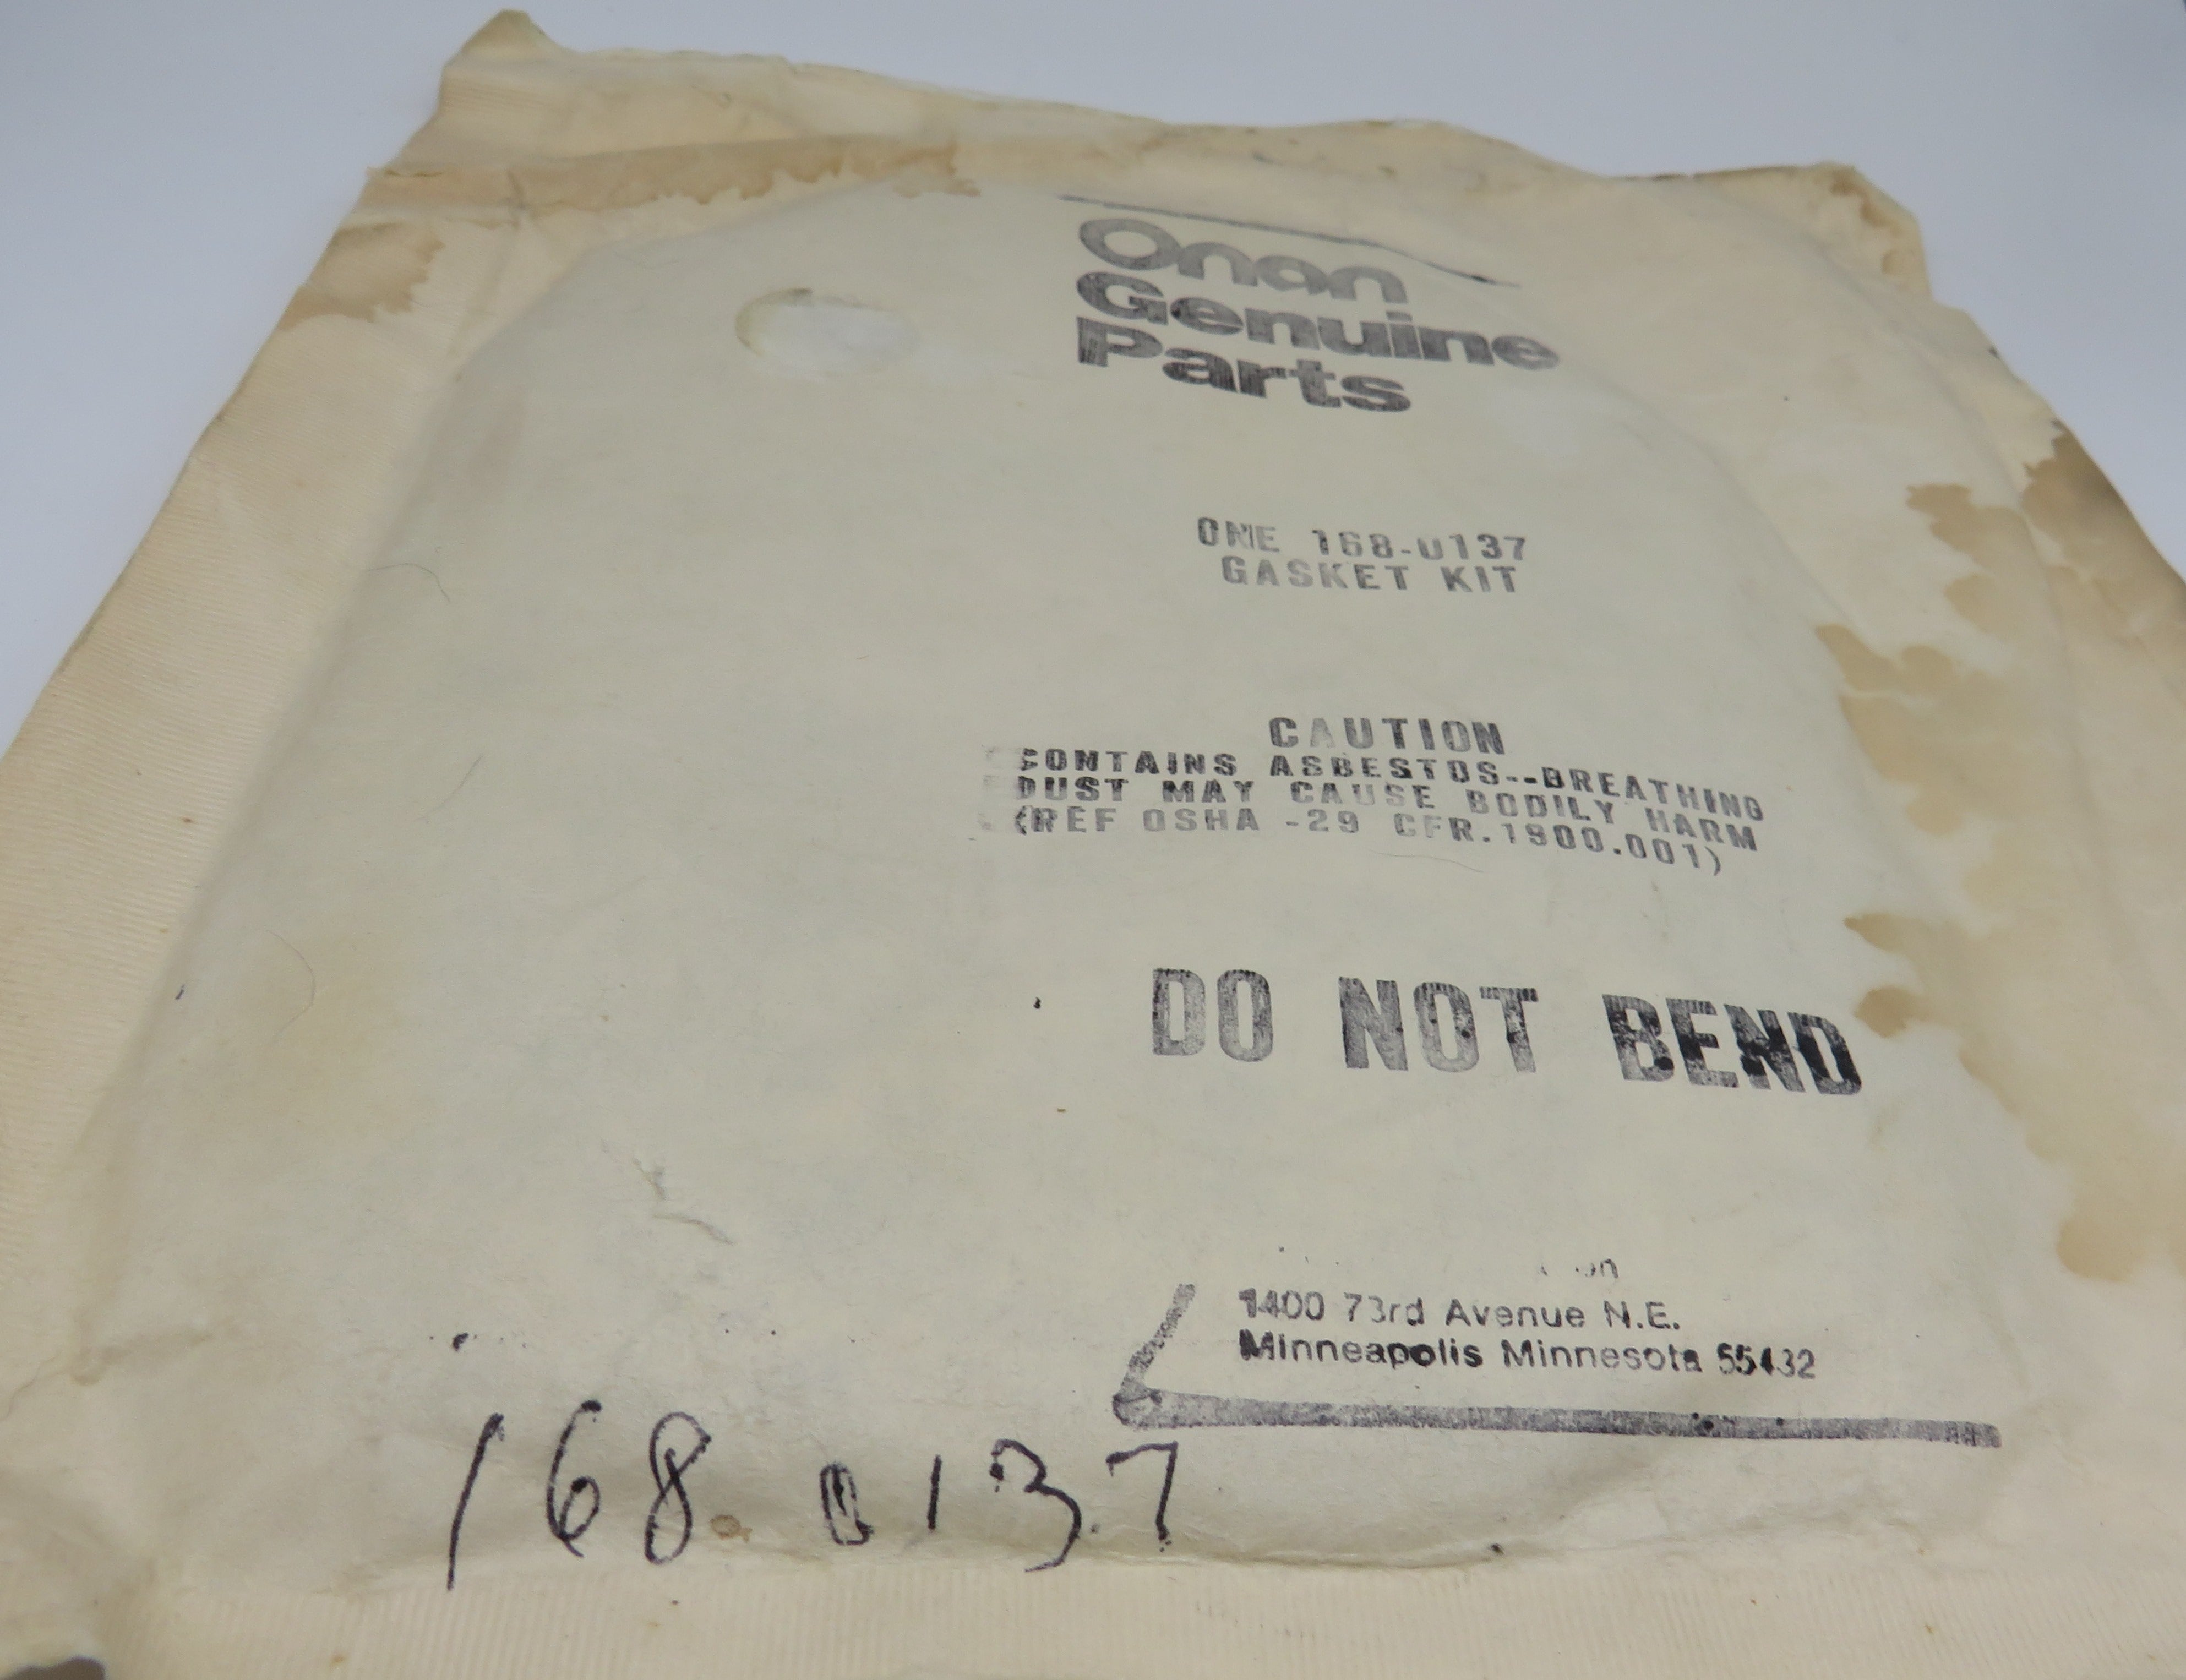 Onan
Genuine
Parts
ONE 168-0137
GASKET KIT
CAUTION
CONTAINS ASBESTOS--BREATHING
DUST MAY CAUSE BODILY HARM
(REF OSHA -29 CFR.1900.001)
DO NOT BEND
1400 73rd Avenue N.E.
Minneapolis Minnesota 55432
168.0137